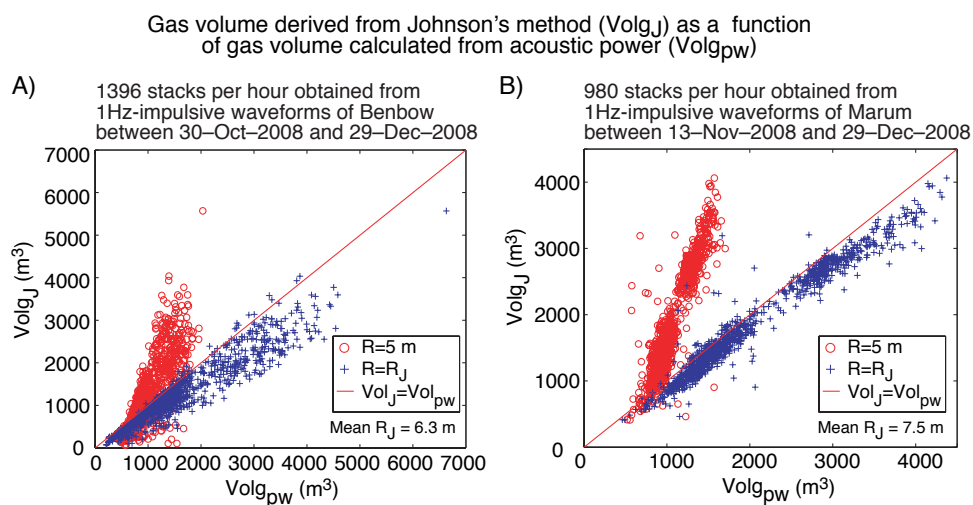 Gas volume derived from Johnson's method (VolgJ) as a function
of gas volume calculated from acoustic power (Volgpw)
A)
1396 stacks per hour obtained from
1Hz-impulsive waveforms of Benbow
between 30–Oct–2008 and 29–Dec–2008
7000
6000
5000
4000
3000
2000
1000
0
VolgJ (m³)
R=5 m
R=RJ
VolJ=Volpw
Mean RJ = 6.3 m
0 1000 2000 3000 4000 5000 6000 7000
Volgpw (m³)
B)
980 stacks per hour obtained from
1Hz-impulsive waveforms of Marum
between 13–Nov–2008 and 29–Dec–2008
4000
3000
2000
1000
0
VolgJ (m³)
R=5 m
R=RJ
VolJ=Volpw
Mean RJ = 7.5 m
0 1000 2000 3000 4000
Volgpw (m³)